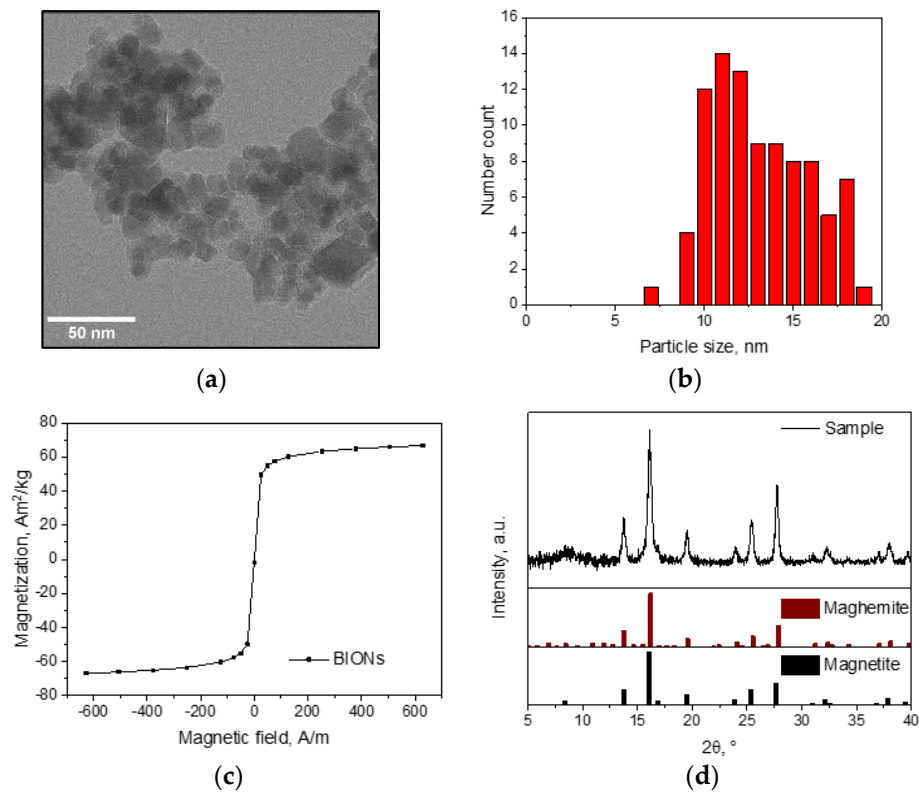 50 nm
(a)
Number count
16
14
12
10
8
6
4
2
0
0 5 10 15 20
Particle size, nm
(b)
Magnetization, Am²/kg
80
60
40
20
0
-20
-40
-60
-80
BIONs
-600 -400 -200 0 200 400 600
Magnetic field, A/m
(c)
Intensity, a.u.
Sample
Maghemite
Magnetite
5 10 15 20 25 30 35 40
2θ, °
(d)